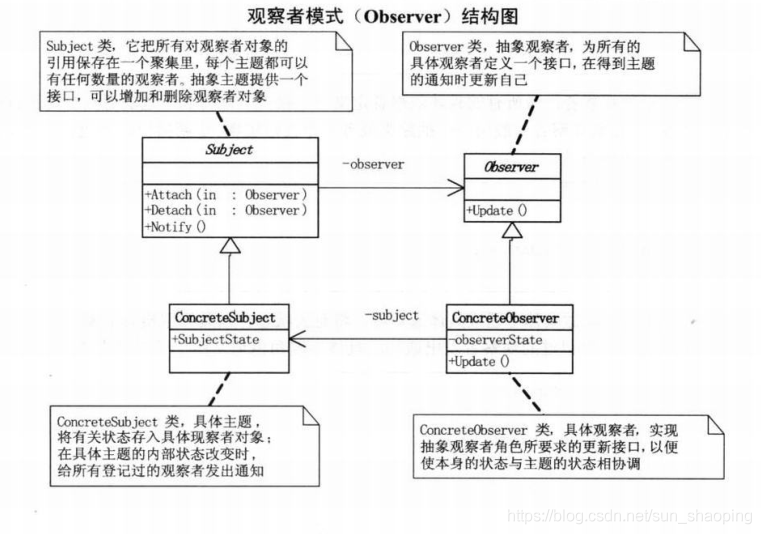 观察者模式（Observer）结构图
Subject 类，它把所有对观察者对象的
引用保存在一个聚集里，每个主题都可以
有任何数量的观察者。抽象主题提供一个
接口，可以增加和删除观察者对象
Observer 类，抽象观察者，为所有的
具体观察者定义一个接口，在得到主题
的通知时更新自己
Subject
+Attach(in : Observer)
+Detach(in : Observer)
+Notify()
-observer
Observer
+Update()
ConcreteSubject
+SubjectState
-subject
ConcreteObserver
-observerState
+Update()
ConcreteSubject 类，具体主题，
将有关状态存入具体现察者对象；
在具体主题的内部状态改变时，
给所有登记过的观察者发出通知
ConcreteObserver 类，具体观察者，实现
抽象观察者角色所要求的更新接口，以便
使本身的状态与主题的状态相协调
https://blog.csdn.net/sun_shaoping